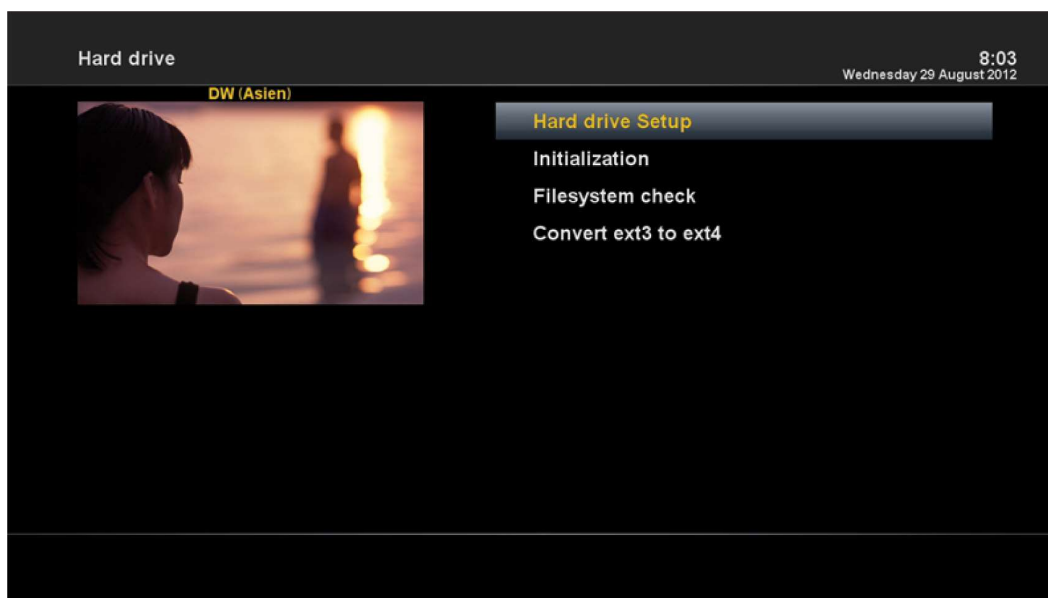 Hard drive
8:03
Wednesday 29 August 2012
DW (Asien)
Hard drive Setup
Initialization
Filesystem check
Convert ext3 to ext4